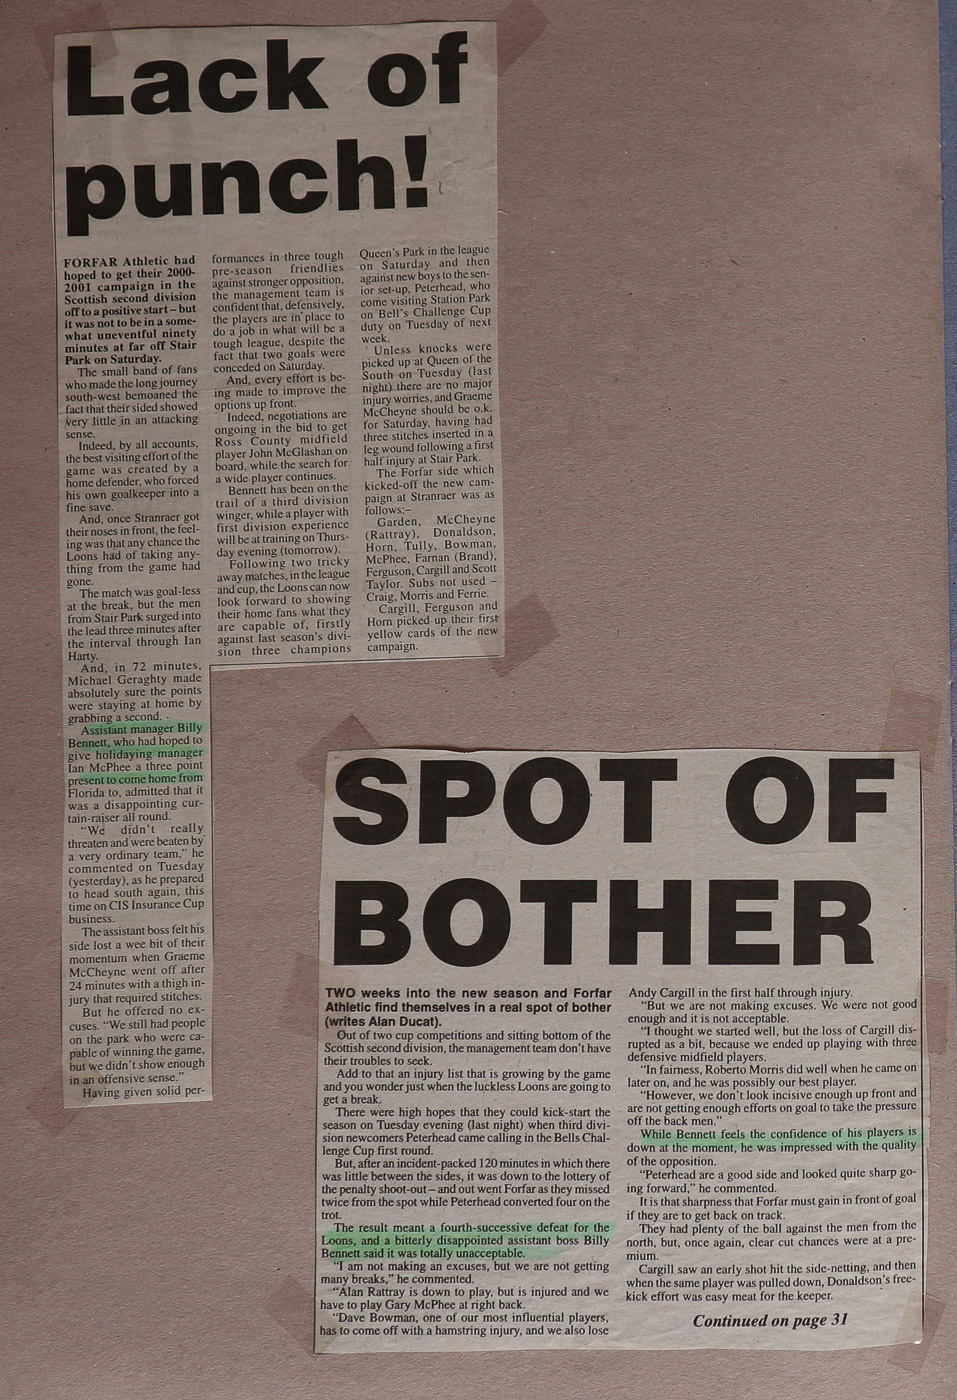 Lack of
punch!
FORFAR Athletic had
hoped to get their 2000-
2001 campaign in the
Scottish second division
off to a positive start – but
it was not to be in a some-
what uneventful ninety
minutes at far off Stair
Park on Saturday.
The small band of fans
who made the long journey
south-west bemoaned the
fact that their sided showed
very little in an attacking
sense.
Indeed, by all accounts,
the best visiting effort of the
game was created by a
home defender, who forced
his own goalkeeper into a
fine save.
And, once Stranraer got
their noses in front, the feel-
ing was that any chance the
Loons had of taking any-
thing from the game had
gone.
The match was goal-less
at the break, but the men
from Stair Park surged into
the lead three minutes after
the interval through Ian
Harty.
And, in 72 minutes,
Michael Geraghty made
absolutely sure the points
were staying at home by
grabbing a second.
Assistant manager Billy
Bennett, who had hoped to
give holidaying manager
Ian McPhee a three point
present to come home from
Florida to, admitted that it
was a disappointing cur-
tain-raiser all round.
"We didn't really
threaten and were beaten by
a very ordinary team," he
commented on Tuesday
(yesterday), as he prepared
to head south again, this
time on CIS Insurance Cup
business.
The assistant boss felt his
side lost a wee bit of their
momentum when Graeme
McCheyne went off after
24 minutes with a thigh in-
jury that required stitches.
But he offered no ex-
cuses. "We still had people
on the park who were ca-
pable of winning the game,
but we didn't show enough
in an offensive sense."
Having given solid per-
formances in three tough
pre-season friendlies
against stronger opposition,
the management team is
confident that, defensively,
the players are in place to
do a job in what will be a
tough league, despite the
fact that two goals were
conceded on Saturday.
And, every effort is be-
ing made to improve the
options up front.
Indeed, negotiations are
ongoing in the bid to get
Ross County midfield
player John McGlashan on
board, while the search for
a wide player continues.
Bennett has been on the
trail of a third division
winger, while a player with
first division experience
will be at training on Thurs-
day evening (tomorrow).
Following two tricky
away matches, in the league
and cup, the Loons can now
look forward to showing
their home fans what they
are capable of, firstly
against last season's divi-
sion three champions
Queen's Park in the league
on Saturday and then
against new boys to the sen-
ior set-up, Peterhead, who
come visiting Station Park
on Bell's Challenge Cup
duty on Tuesday of next
week.
Unless knocks were
picked up at Queen of the
South on Tuesday (last
night) there are no major
injury worries, and Graeme
McCheyne should be o.k.
for Saturday, having had
three stitches inserted in a
leg wound following a first
half injury at Stair Park.
The Forfar side which
kicked-off the new cam-
paign at Stranraer was as
follows:–
Garden, McCheyne
(Rattray), Donaldson,
Horn, Tully, Bowman,
McPhee, Farnan (Brand),
Ferguson, Cargill and Scott
Taylor. Subs not used –
Craig, Morris and Ferrie.
Cargill, Ferguson and
Horn picked up their first
yellow cards of the new
campaign.
SPOT OF
BOTHER
TWO weeks into the new season and Forfar
Athletic find themselves in a real spot of bother
(writes Alan Ducat).
Out of two cup competitions and sitting bottom of the
Scottish second division, the management team don't have
their troubles to seek.
Add to that an injury list that is growing by the game
and you wonder just when the luckless Loons are going to
get a break.
There were high hopes that they could kick-start the
season on Tuesday evening (last night) when third divi-
sion newcomers Peterhead came calling in the Bells Chal-
lenge Cup first round.
But, after an incident-packed 120 minutes in which there
was little between the sides, it was down to the lottery of
the penalty shoot-out – and out went Forfar as they missed
twice from the spot while Peterhead converted four on the
trot.
The result meant a fourth-successive defeat for the
Loons, and a bitterly disappointed assistant boss Billy
Bennett said it was totally unacceptable.
"I am not making an excuses, but we are not getting
many breaks," he commented.
"Alan Rattray is down to play, but is injured and we
have to play Gary McPhee at right back.
"Dave Bowman, one of our most influential players,
has to come off with a hamstring injury, and we also lose
Andy Cargill in the first half through injury.
"But we are not making excuses. We were not good
enough and it is not acceptable.
"I thought we started well, but the loss of Cargill dis-
rupted as a bit, because we ended up playing with three
defensive midfield players.
"In fairness, Roberto Morris did well when he came on
later on, and he was possibly our best player.
"However, we don't look incisive enough up front and
are not getting enough efforts on goal to take the pressure
off the back men."
While Bennett feels the confidence of his players is
down at the moment, he was impressed with the quality
of the opposition.
"Peterhead are a good side and looked quite sharp go-
ing forward," he commented.
It is that sharpness that Forfar must gain in front of goal
if they are to get back on track.
They had plenty of the ball against the men from the
north, but, once again, clear cut chances were at a pre-
mium.
Cargill saw an early shot hit the side-netting, and then
when the same player was pulled down, Donaldson's free-
kick effort was easy meat for the keeper.
Continued on page 31